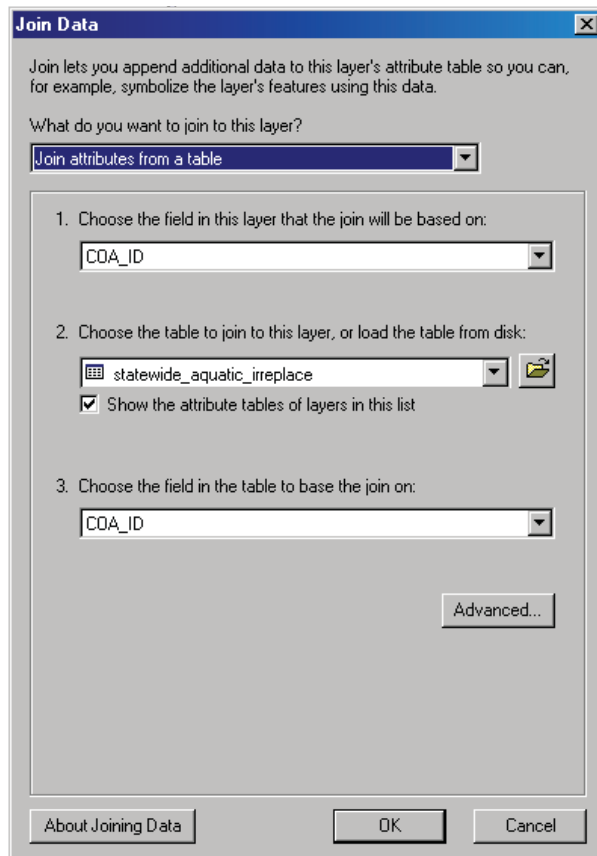 Join Data
Join lets you append additional data to this layer's attribute table so you can,
for example, symbolize the layer's features using this data.
What do you want to join to this layer?
Join attributes from a table
1. Choose the field in this layer that the join will be based on:
COA_ID
2. Choose the table to join to this layer, or load the table from disk:
statewide_aquatic_irreplace
Show the attribute tables of layers in this list
3. Choose the field in the table to base the join on:
COA_ID
Advanced...
About Joining Data
OK
Cancel